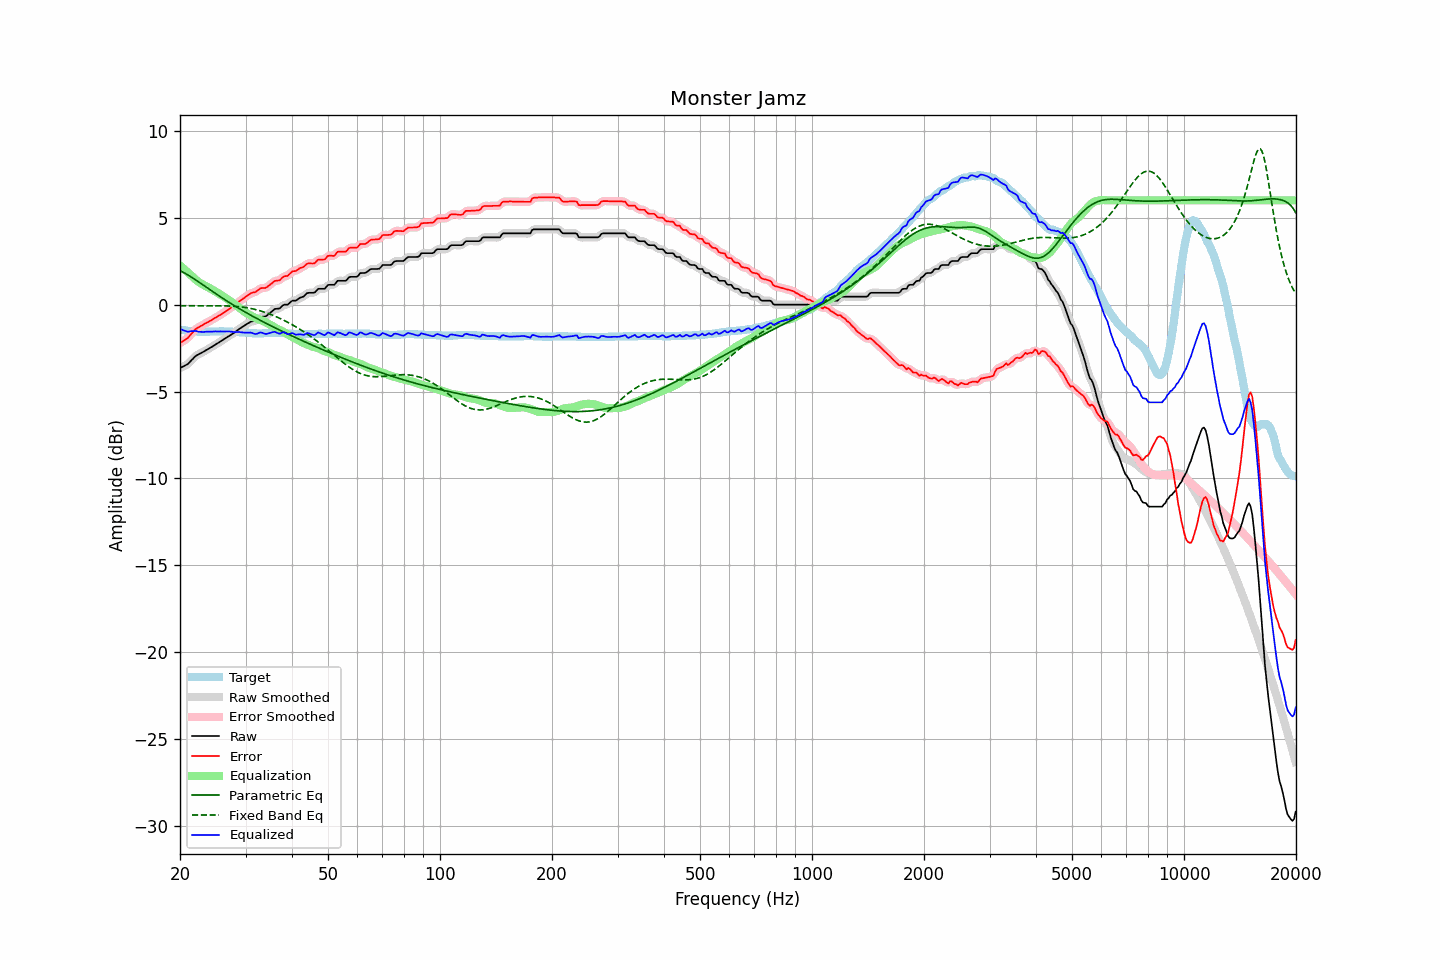 Monster Jamz
10
5
0
−5
−10
−15
−20
−25
−30
Amplitude (dBr)
Target
Raw Smoothed
Error Smoothed
Raw
Error
Equalization
Parametric Eq
Fixed Band Eq
Equalized
20 50 100 200 500 1000 2000 5000 10000 20000
Frequency (Hz)